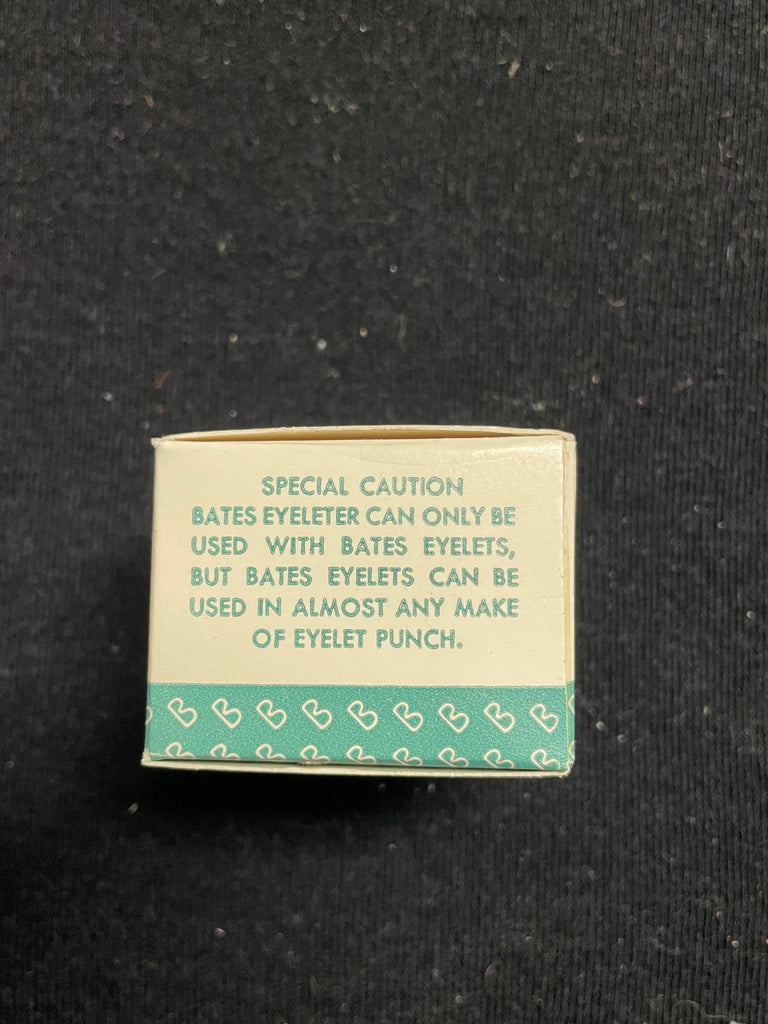 SPECIAL CAUTION
BATES EYELETER CAN ONLY BE
USED WITH BATES EYELETS,
BUT BATES EYELETS CAN BE
USED IN ALMOST ANY MAKE
OF EYELET PUNCH.
B B B B B B B B B
B B B B B B B B B